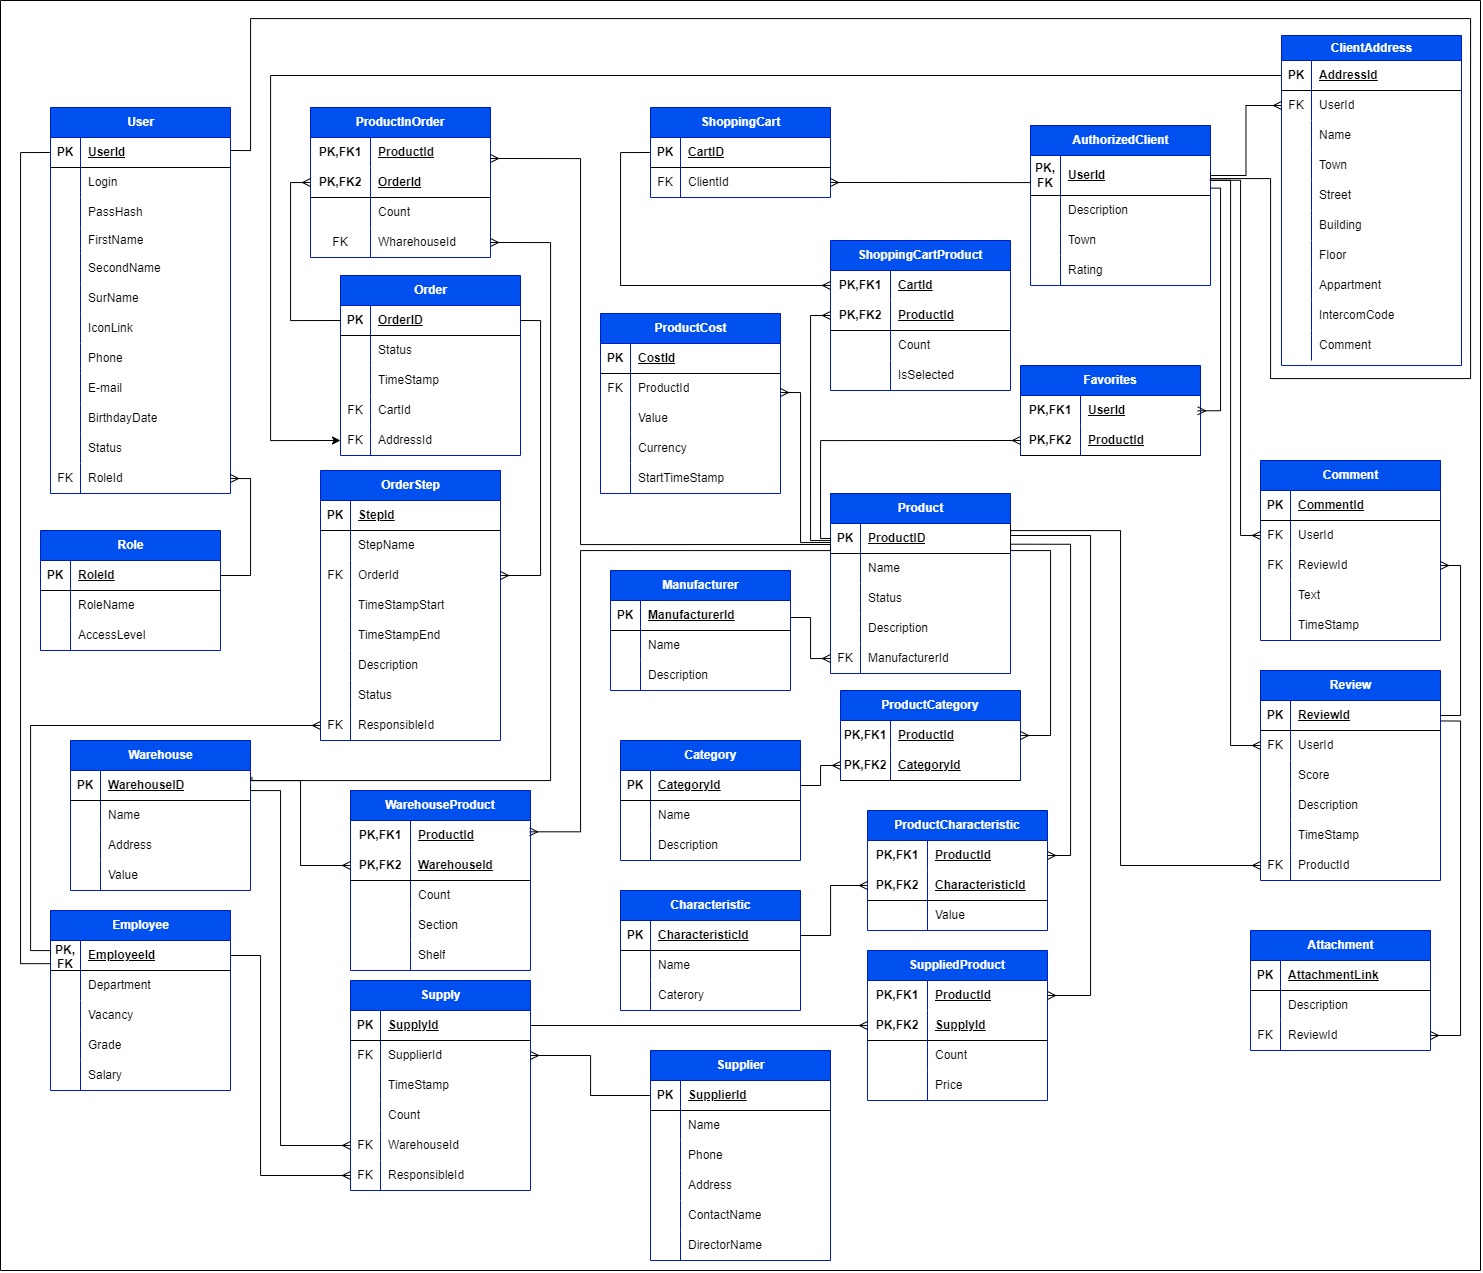 User
PK UserId
Login
PassHash
FirstName
SecondName
SurName
IconLink
Phone
E-mail
BirthdayDate
Status
FK RoleId
Role
PK RoleId
RoleName
AccessLevel
ProductInOrder
PK,FK1 ProductId
PK,FK2 OrderId
Count
FK WharehouseId
Order
PK OrderID
Status
TimeStamp
FK CartId
FK AddressId
OrderStep
PK StepId
StepName
FK OrderId
TimeStampStart
TimeStampEnd
Description
Status
FK ResponsibleId
Warehouse
PK WarehouseID
Name
Address
Value
Employee
PK,
FK EmployeeId
Department
Vacancy
Grade
Salary
WarehouseProduct
PK,FK1 ProductId
PK,FK2 WarehouseId
Count
Section
Shelf
Supply
PK SupplyId
FK SupplierId
TimeStamp
Count
FK WarehouseId
FK ResponsibleId
ShoppingCart
PK CartID
FK ClientId
ProductCost
PK CostId
FK ProductId
Value
Currency
StartTimeStamp
Manufacturer
PK ManufacturerId
Name
Description
Category
PK CategoryId
Name
Description
Characteristic
PK CharacteristicId
Name
Caterory
Supplier
PK SupplierId
Name
Phone
Address
ContactName
DirectorName
ShoppingCartProduct
PK,FK1 CartId
PK,FK2 ProductId
Count
IsSelected
Product
PK ProductID
Name
Status
Description
FK ManufacturerId
ProductCategory
PK,FK1 ProductId
PK,FK2 CategoryId
ProductCharacteristic
PK,FK1 ProductId
PK,FK2 CharacteristicId
Value
SuppliedProduct
PK,FK1 ProductId
PK,FK2 SupplyId
Count
Price
AuthorizedClient
PK,
FK UserId
Description
Town
Rating
Favorites
PK,FK1 UserId
PK,FK2 ProductId
ClientAddress
PK AddressId
FK UserId
Name
Town
Street
Building
Floor
Appartment
IntercomCode
Comment
Comment
PK CommentId
FK UserId
FK ReviewId
Text
TimeStamp
Review
PK ReviewId
FK UserId
Score
Description
TimeStamp
FK ProductId
Attachment
PK AttachmentLink
Description
FK ReviewId